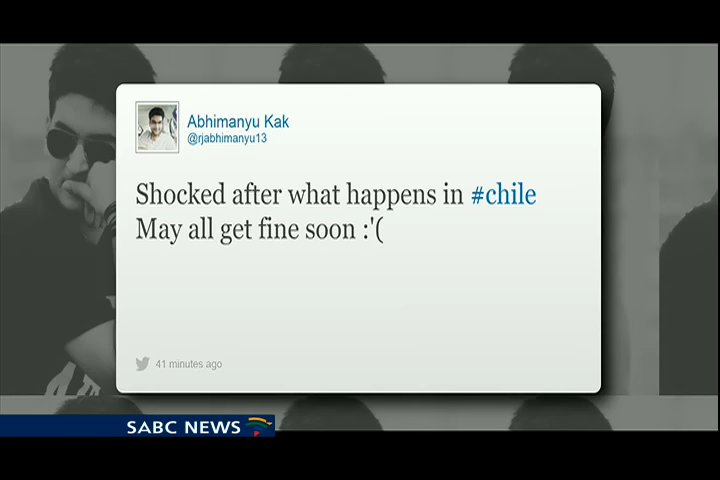 Abhimanyu Kak
@rjabhimanyu13
Shocked after what happens in #chile
May all get fine soon :'(
41 minutes ago
SABC NEWS